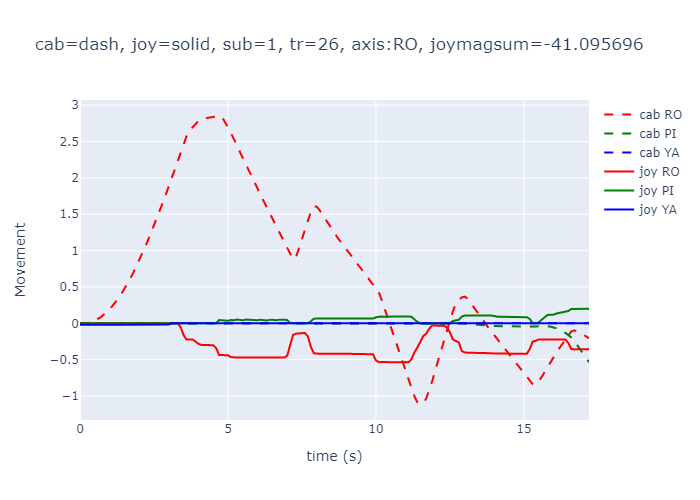 cab=dash, joy=solid, sub=1, tr=26, axis:RO, joymagsum=-41.095696
3
2.5
2
1.5
1
0.5
0
−0.5
−1
Movement
0
5
10
15
time (s)
cab RO
cab PI
cab YA
joy RO
joy PI
joy YA